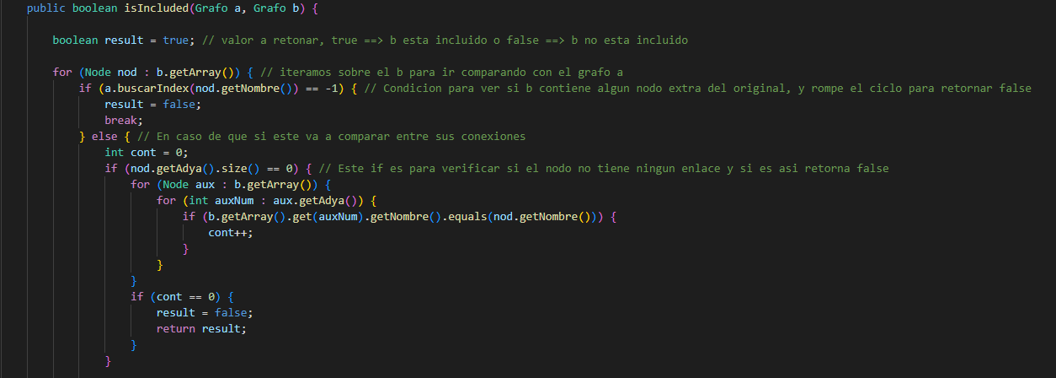 public boolean isIncluded(Grafo a, Grafo b) {
boolean result = true; // valor a retonar, true ==> b esta incluido o false ==> b no esta incluido
for (Node nod : b.getArray()) { // iteramos sobre el b para ir comparando con el grafo a
if (a.buscarIndex(nod.getNombre()) == -1) { // Condicion para ver si b contiene algun nodo extra del original, y rompe el ciclo para retornar false
result = false;
break;
} else { // En caso de que si este va a comparar entre sus conexiones
int cont = 0;
if (nod.getAdya().size() == 0) { // Este if es para verificar si el nodo no tiene ningun enlace y si es asi retorna false
for (Node aux : b.getArray()) {
for (int auxNum : aux.getAdya()) {
if (b.getArray().get(auxNum).getNombre().equals(nod.getNombre())) {
cont++;
}
}
}
if (cont == 0) {
result = false;
return result;
}
}